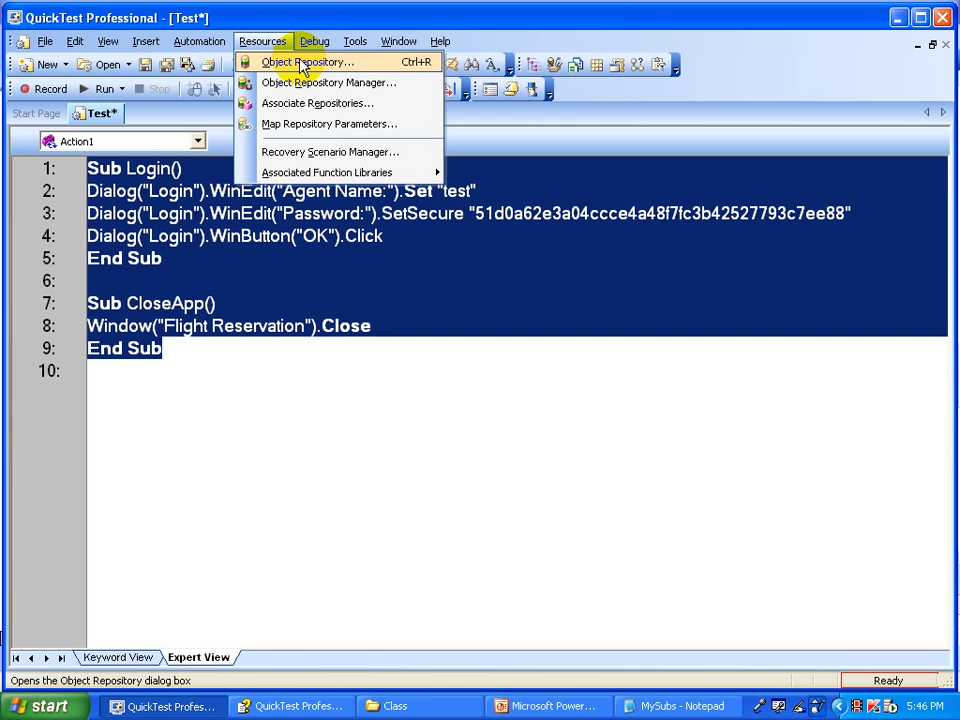 QuickTest Professional - [Test*]
File Edit View Insert Automation Resources Debug Tools Window Help
New Open
Record Run Stop
Start Page Test*
Action1
Object Repository... Ctrl+R
Object Repository Manager...
Associate Repositories...
Map Repository Parameters...
Recovery Scenario Manager...
Associated Function Libraries
1: Sub Login()
2: Dialog("Login").WinEdit("Agent Name:").Set "test"
3: Dialog("Login").WinEdit("Password:").SetSecure "51d0a62e3a04ccce4a48f7fc3b42527793c7ee88"
4: Dialog("Login").WinButton("OK").Click
5: End Sub
6:
7: Sub CloseApp()
8: Window("Flight Reservation").Close
9: End Sub
10:
Keyword View Expert View
Opens the Object Repository dialog box Ready
start QuickTest Profes... QuickTest Profes... Class Microsoft Power... MySubs - Notepad 5:46 PM